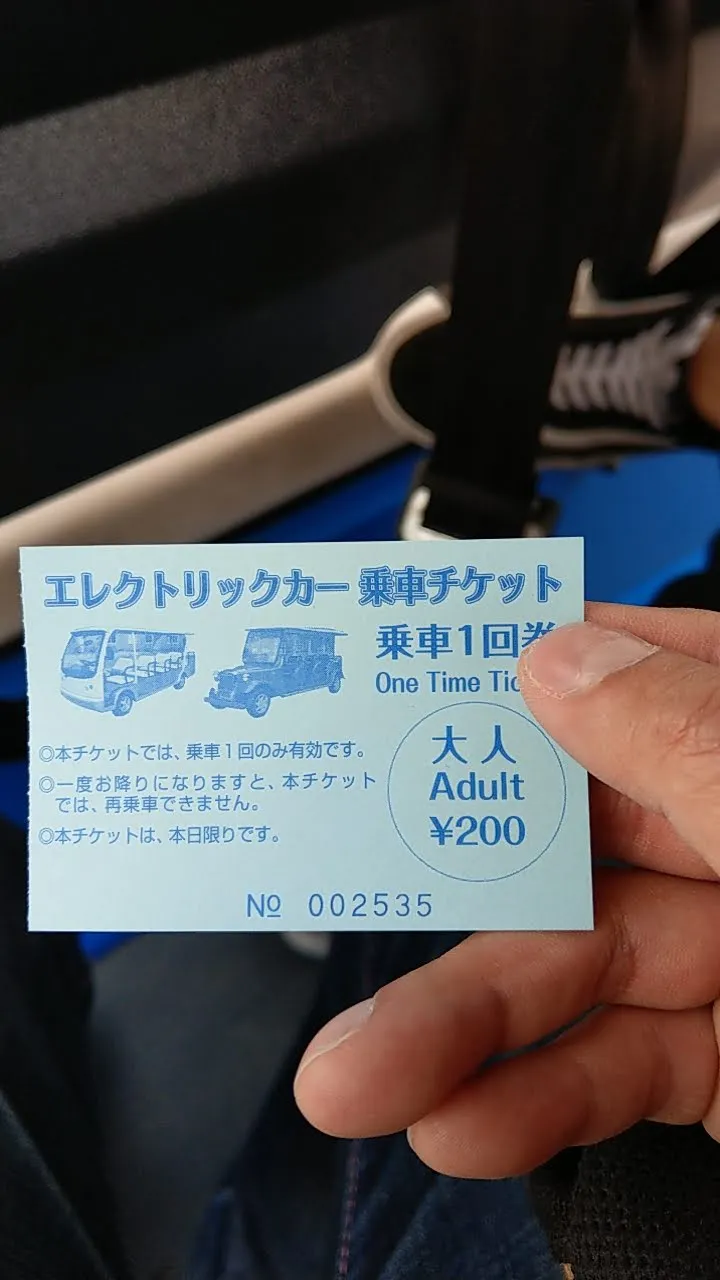 エレクトリックカー 乗車チケット
乗車1回券
One Time
◎本チケットでは、乗車1回のみ有効です。
◎一度お降りになりますと、本チケット
では、再乗車できません。
◎本チケットは、本日限りです。
大人
Adult
¥200
№ 002535